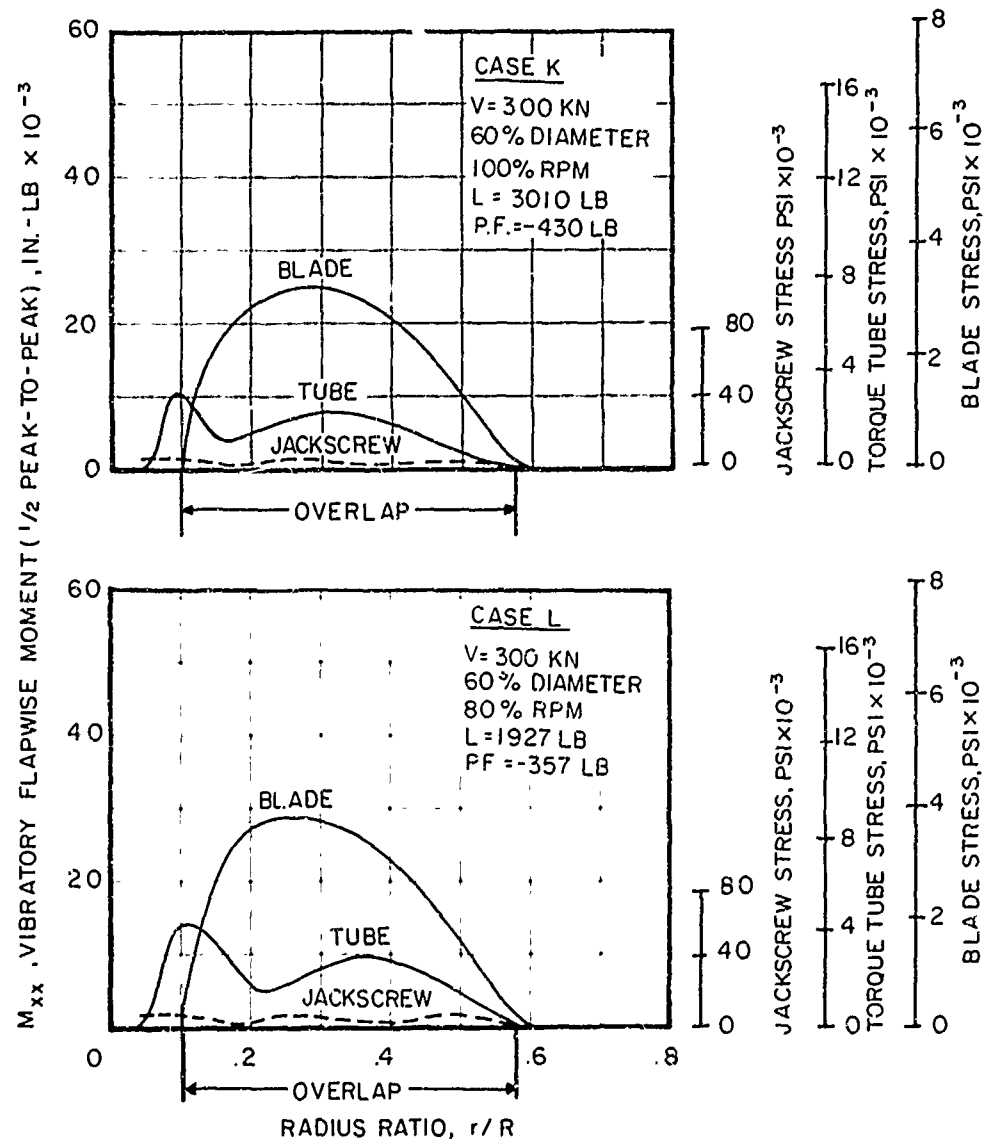 M_xx, VIBRATORY FLAPWISE MOMENT (1/2 PEAK-TO-PEAK), IN.-LB x 10^-3
60
40
20
0
CASE K
V=300 KN
60% DIAMETER
100% RPM
L = 3010 LB
P.F.=-430 LB
BLADE
TUBE
JACKSCREW
OVERLAP
80
40
0
JACKSCREW STRESS PSI x10^-3
16
12
8
4
0
TORQUE TUBE STRESS, PSI x 10^-3
8
6
4
2
0
BLADE STRESS, PSI x 10^-3
60
40
20
CASE L
V=300 KN
60% DIAMETER
80% RPM
L=1927 LB
PF =-357 LB
BLADE
TUBE
JACKSCREW
80
40
0
JACKSCREW STRESS, PSI x10^-3
16
12
8
4
0
TORQUE TUBE STRESS, PSI x 10^-3
8
6
4
2
0
BLADE STRESS, PSI x 10^-3
0 .2 .4 .6 .8
OVERLAP
RADIUS RATIO, r/R